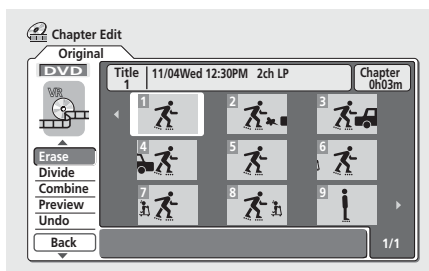 Chapter Edit
Original
DVD
Title 1 11/04Wed 12:30PM 2ch LP
Chapter 0h03m
VR
1 2 3
4 5 6
7 8 9
Erase
Divide
Combine
Preview
Undo
Back
1/1